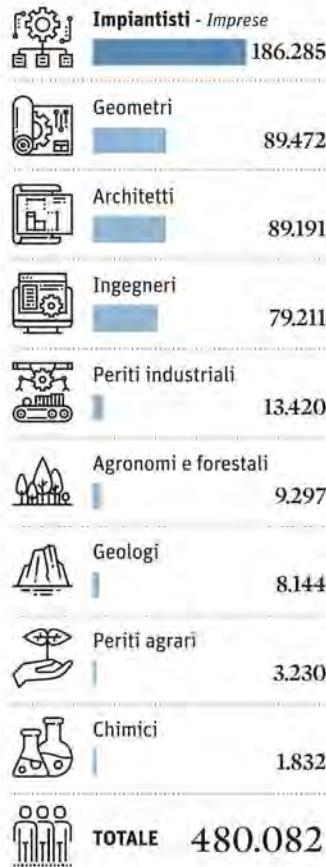 Impiantisti - Imprese
186.285
Geometri
89.472
Architetti
89.191
Ingegneri
79.211
Periti industriali
13.420
Agronomi e forestali
9.297
Geologi
8.144
Periti agrari
3.230
Chimici
1.832
TOTALE 480.082